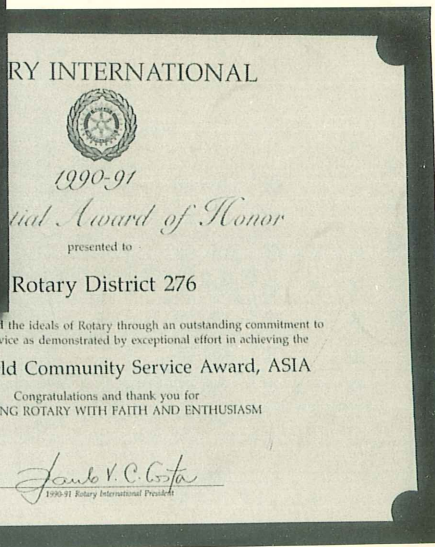 RY INTERNATIONAL
1990-91
tial Award of Honor
presented to
Rotary District 276
d the ideals of Rotary through an outstanding commitment to
vice as demonstrated by exceptional effort in achieving the
ld Community Service Award, ASIA
Congratulations and thank you for
NG ROTARY WITH FAITH AND ENTHUSIASM
Paulo V. C. Costa
1990-91 Rotary International President